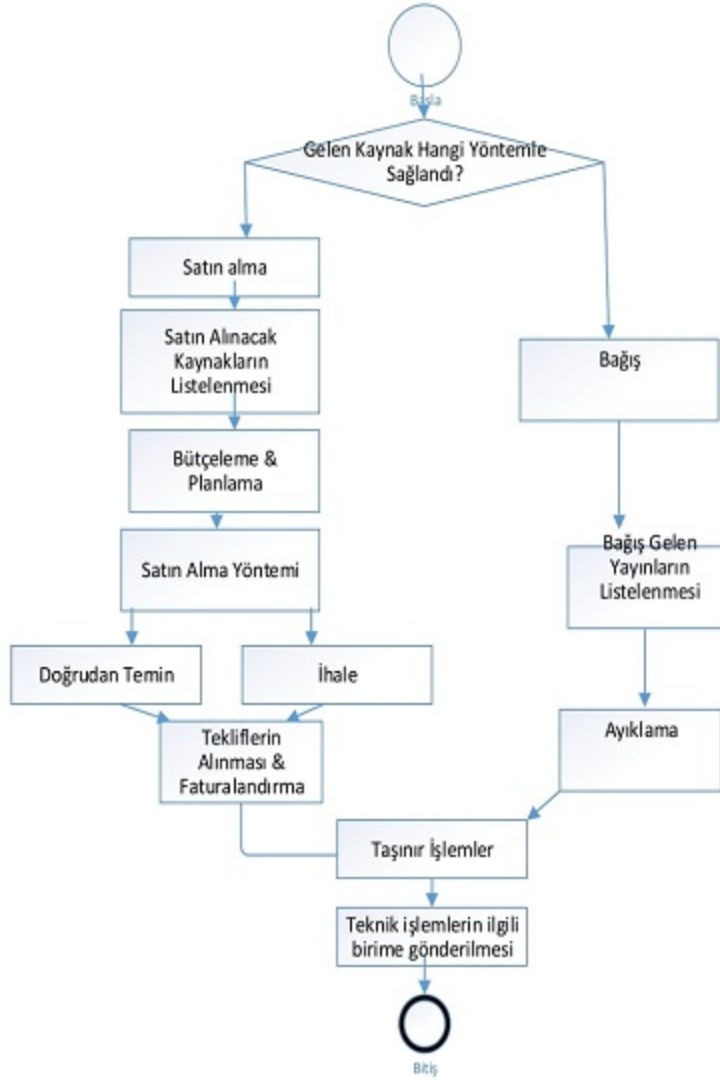 Başla
Gelen Kaynak Hangi Yöntemle
Sağlandı?
Satın alma
Satın Alınacak
Kaynakların
Listelenmesi
Bütçeleme &
Planlama
Satın Alma Yöntemi
Doğrudan Temin
İhale
Tekliflerin
Alınması &
Faturalandırma
Bağış
Bağış Gelen
Yayınların
Listelenmesi
Ayıklama
Taşınır İşlemler
Teknik işlemlerin ilgili
birime gönderilmesi
Bitiş